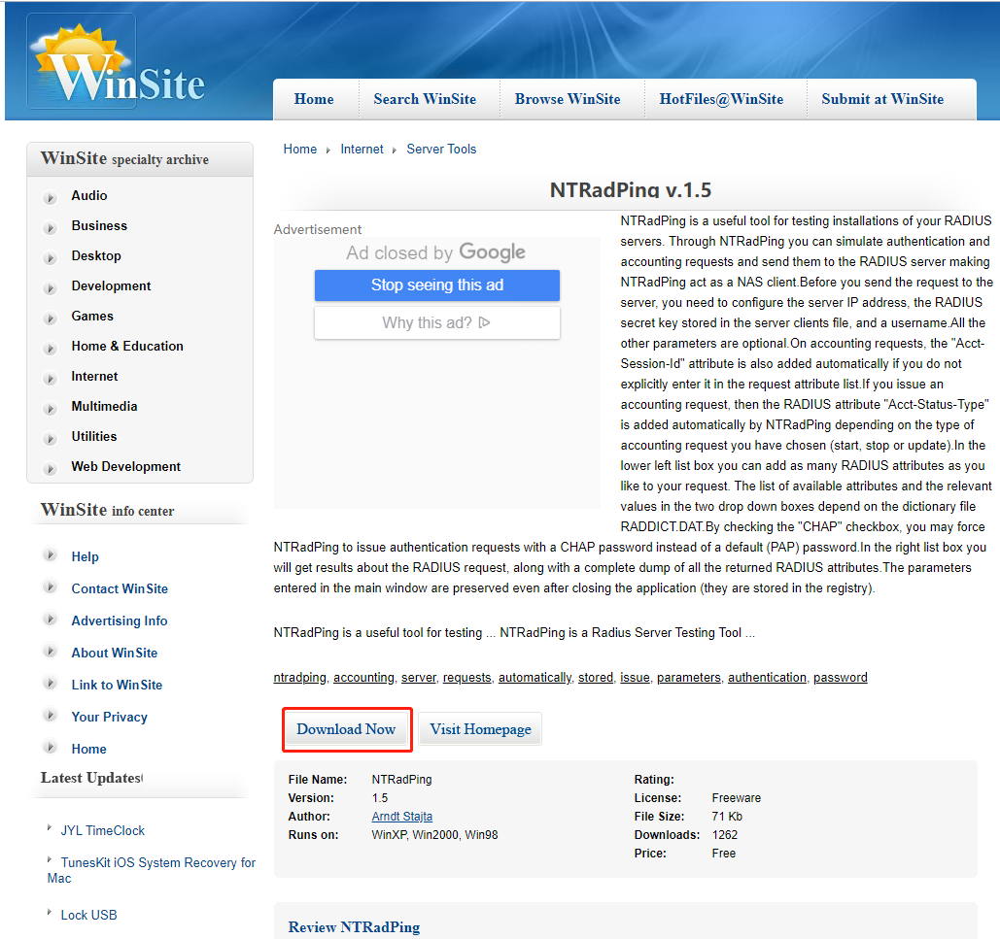 WinSite
Home
Search WinSite
Browse WinSite
HotFiles@WinSite
Submit at WinSite
WinSite specialty archive
Audio
Business
Desktop
Development
Games
Home & Education
Internet
Multimedia
Utilities
Web Development
WinSite info center
Help
Contact WinSite
Advertising Info
About WinSite
Link to WinSite
Your Privacy
Home
Latest Updates
JYL TimeClock
TunesKit iOS System Recovery for
Mac
Lock USB
Home Internet Server Tools
NTRadPing v.1.5
Advertisement
Ad closed by Google
Stop seeing this ad
Why this ad?
NTRadPing is a useful tool for testing installations of your RADIUS
servers. Through NTRadPing you can simulate authentication and
accounting requests and send them to the RADIUS server making
NTRadPing act as a NAS client.Before you send the request to the
server, you need to configure the server IP address, the RADIUS
secret key stored in the server clients file, and a username.All the
other parameters are optional.On accounting requests, the "Acct-
Session-Id" attribute is also added automatically if you do not
explicitly enter it in the request attribute list.If you issue an
accounting request, then the RADIUS attribute "Acct-Status-Type"
is added automatically by NTRadPing depending on the type of
accounting request you have chosen (start, stop or update).In the
lower left list box you can add as many RADIUS attributes as you
like to your request. The list of available attributes and the relevant
values in the two drop down boxes depend on the dictionary file
RADDICT.DAT.By checking the "CHAP" checkbox, you may force
NTRadPing to issue authentication requests with a CHAP password instead of a default (PAP) password.In the right list box you
will get results about the RADIUS request, along with a complete dump of all the returned RADIUS attributes.The parameters
entered in the main window are preserved even after closing the application (they are stored in the registry).
NTRadPing is a useful tool for testing ... NTRadPing is a Radius Server Testing Tool ...
ntradping, accounting, server, requests, automatically, stored, issue, parameters, authentication, password
Download Now
Visit Homepage
File Name: NTRadPing
Version: 1.5
Author: Arndt Stajta
Runs on: WinXP, Win2000, Win98
Rating:
License: Freeware
File Size: 71 Kb
Downloads: 1262
Price: Free
Review NTRadPing